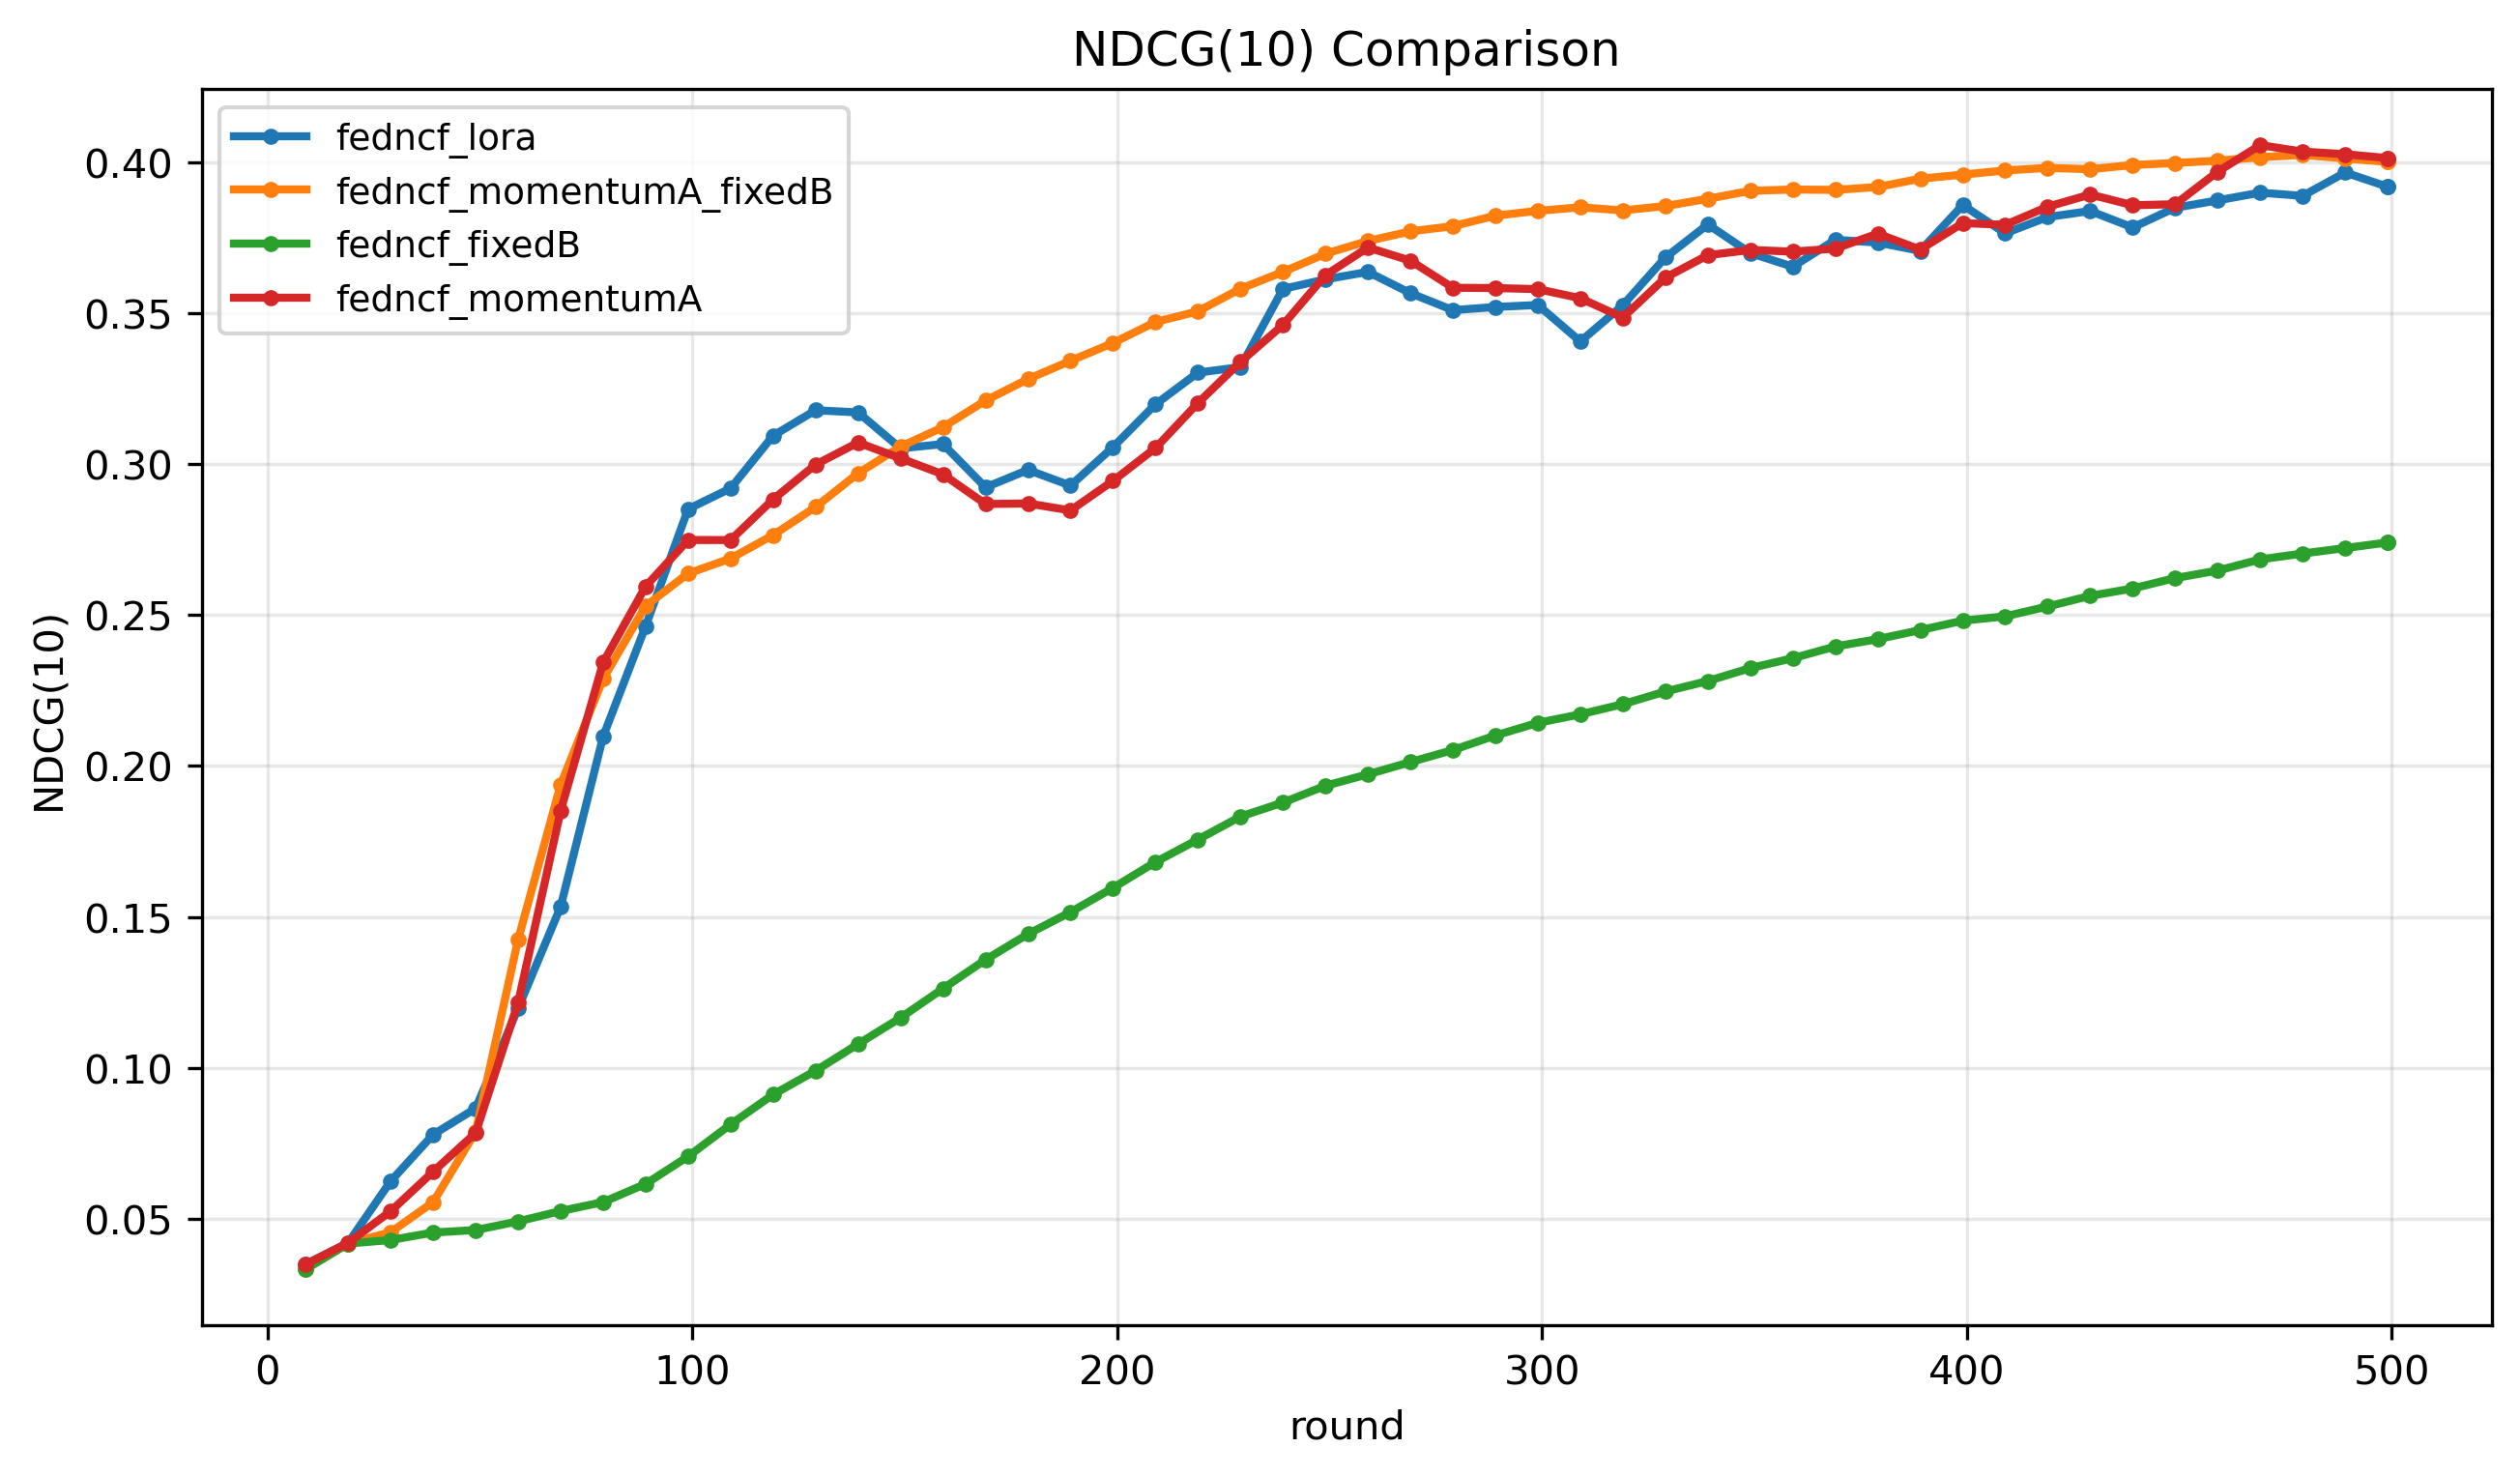 NDCG(10) Comparison
fedncf_lora
fedncf_momentumA_fixedB
fedncf_fixedB
fedncf_momentumA
NDCG(10)
0.40
0.35
0.30
0.25
0.20
0.15
0.10
0.05
0 100 200 300 400 500
round